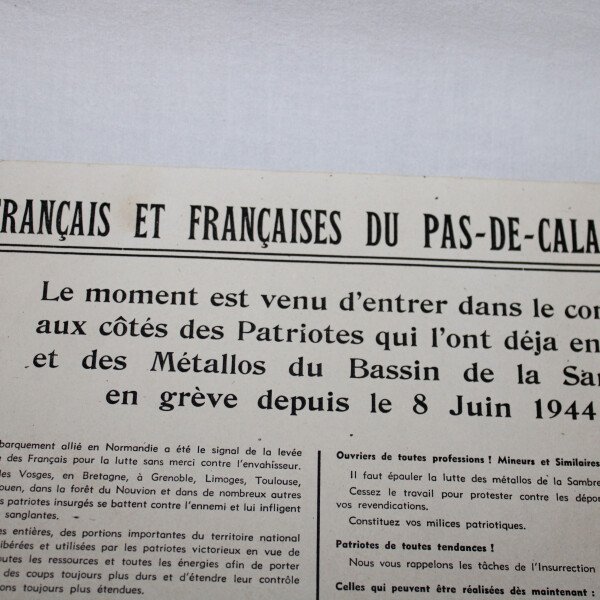 FRANÇAIS ET FRANÇAISES DU PAS-DE-CALA
Le moment est venu d'entrer dans le con
aux côtés des Patriotes qui l'ont déja en
et des Métallos du Bassin de la Sam
en grève depuis le 8 Juin 1944
barquement allié en Normandie a été le signal de la levée
e des Français pour la lutte sans merci contre l'envahisseur.
les Vosges, en Bretagne, à Grenoble, Limoges, Toulouse,
ouen, dans la forêt du Nouvion et dans de nombreux autres
s patriotes insurgés se battent contre l'ennemi et lui infligent
sanglantes.
es entières, des portions importantes du territoire national
libérées et utilisées par les patriotes victorieux en vue de
outes les ressources et toutes les énergies afin de porter
des coups toujours plus durs et d'étendre leur contrôle
ons toujours plus étendues.
Ouvriers de toutes professions ! Mineurs et Similaires
Il faut épauler la lutte des métallos de la Sambre
Cessez le travail pour protester contre les dépor
vos revendications.
Constituez vos milices patriotiques.
Patriotes de toutes tendances !
Nous vous rappelons les tâches de l'Insurrection
Celles qui peuvent être réalisées dès maintenant :